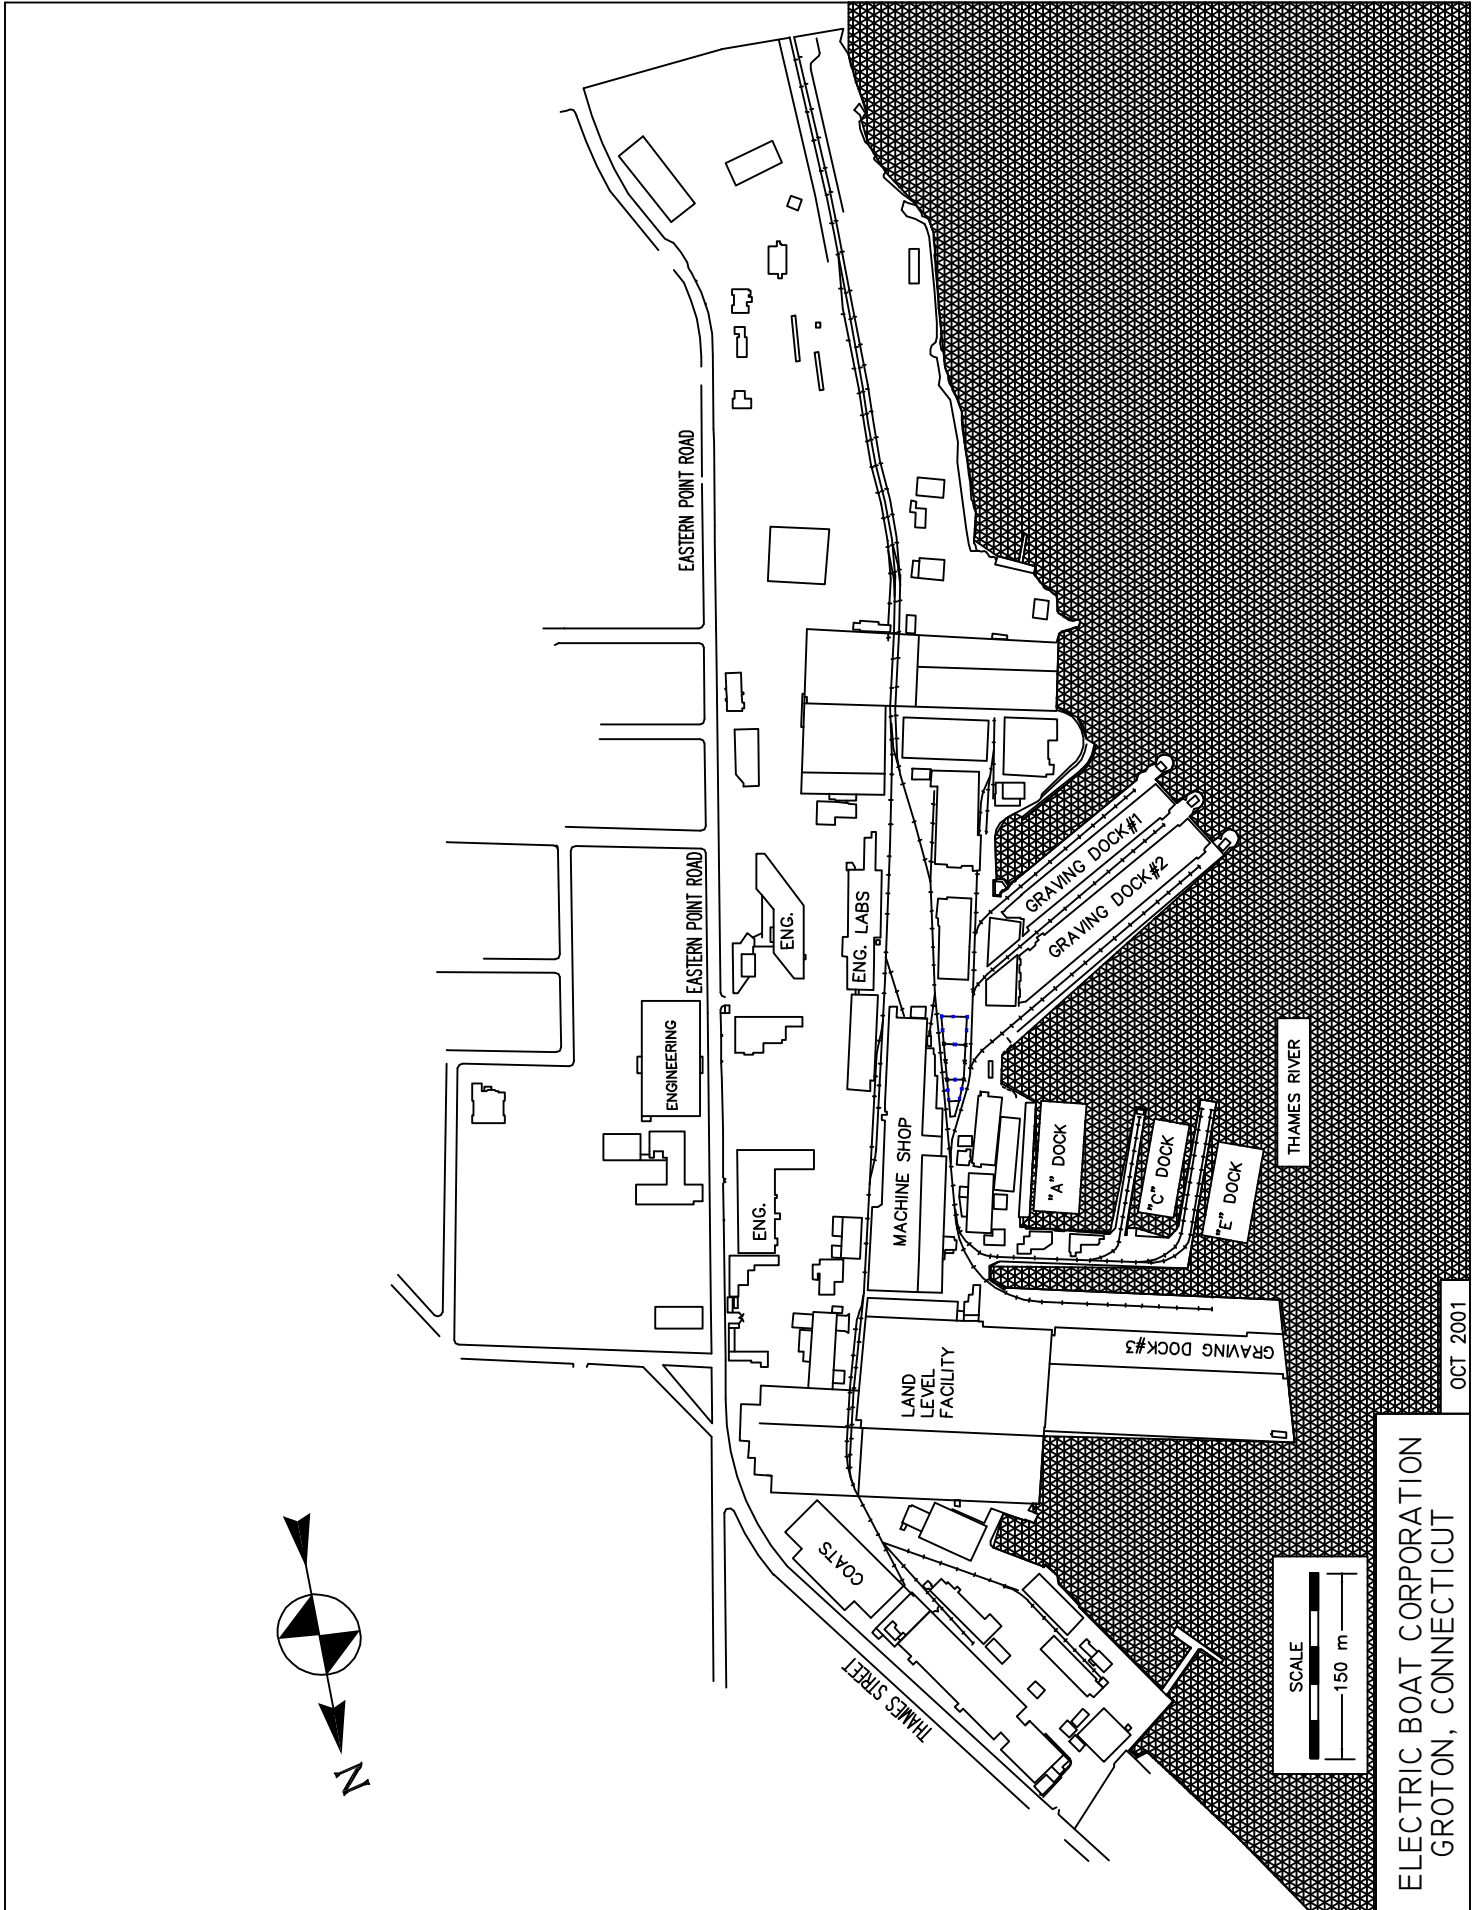 EASTERN POINT ROAD
EASTERN POINT ROAD
GRAVING DOCK#1
GRAVING DOCK#2
ENG.
ENG. LABS
ENGINEERING
MACHINE SHOP
ENG.
"A" DOCK
"C" DOCK
"E" DOCK
THAMES RIVER
GRAVING DOCK#3
LAND
LEVEL
FACILITY
COATS
THAMES STREET
N
SCALE
150 m
OCT 2001
ELECTRIC BOAT CORPORATION
GROTON, CONNECTICUT